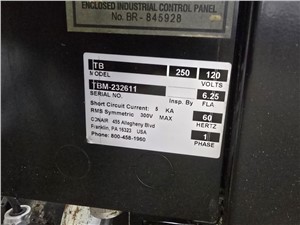 ENCLOSED INDUSTRIAL CONTROL PANEL
No. BR - 845928
TB 250 120
MODEL VOLTS
TBM-232611 6.25
SERIAL NO. Insp. By FLA
Short Circuit Current: 5 KA
RMS Symmetric 300V MAX 60
HERTZ
CONAIR 455 Allegheny Blvd
Franklin, PA 16323 USA 1
Phone: 800-458-1960 PHASE